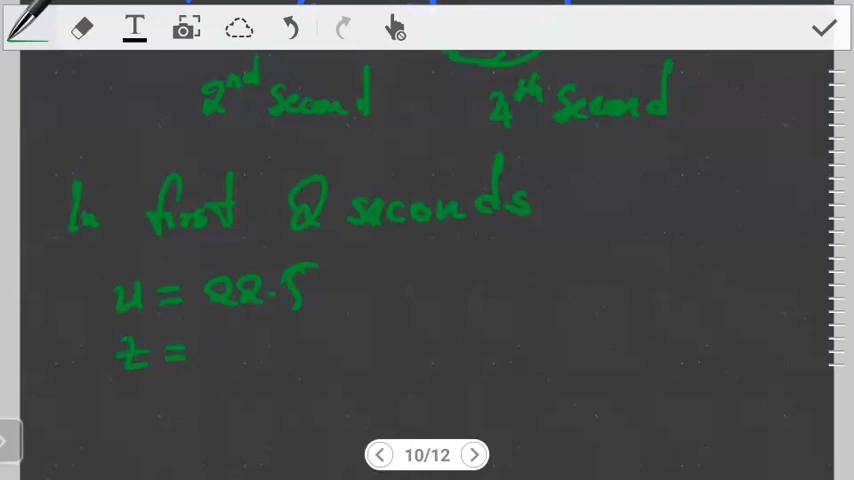 T
2nd second 4th second
In first 2 seconds
u = 22.5
t =
10/12